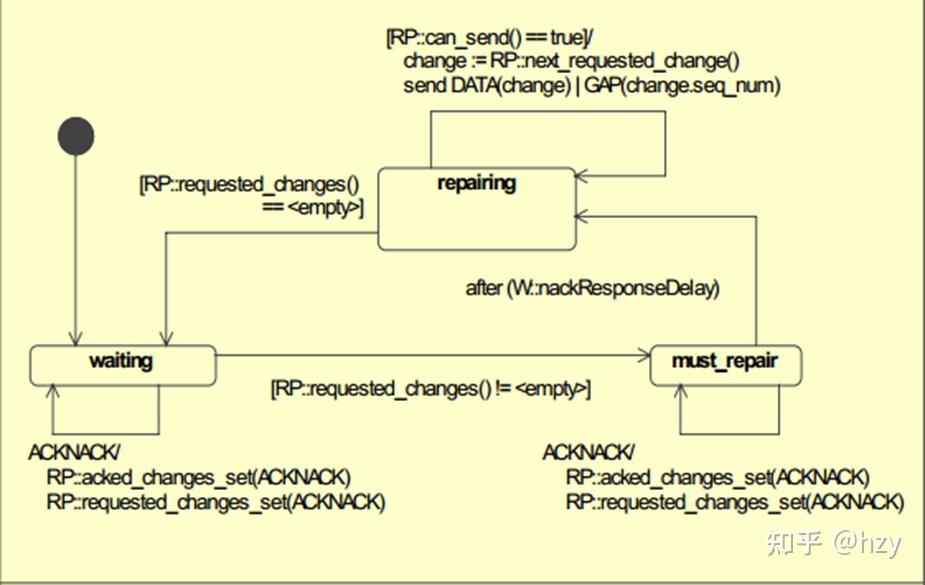 [RP::can_send() == true]/
change := RP::next_requested_change()
send DATA(change) | GAP(change.seq_num)
[RP::requested_changes()
== <empty>]
repairing
after (W::nackResponseDelay)
waiting
must_repair
[RP::requested_changes() != <empty>]
ACKNACK/
RP::acked_changes_set(ACKNACK)
RP::requested_changes_set(ACKNACK)
ACKNACK/
RP::acked_changes_set(ACKNACK)
RP::requested_changes_set(ACKNACK)
知乎 @hzy